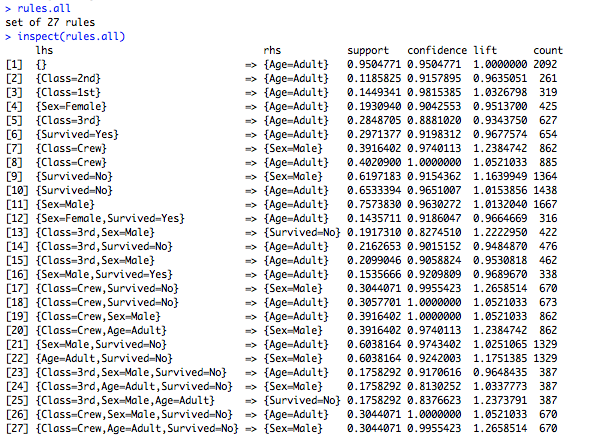 > rules.all
set of 27 rules
> inspect(rules.all)
lhs rhs support confidence lift count
[1] {} => {Age=Adult} 0.9504771 0.9504771 1.0000000 2092
[2] {Class=2nd} => {Age=Adult} 0.1185825 0.9157895 0.9635051 261
[3] {Class=1st} => {Age=Adult} 0.1449341 0.9815385 1.0326798 319
[4] {Sex=Female} => {Age=Adult} 0.1930940 0.9042553 0.9513700 425
[5] {Class=3rd} => {Age=Adult} 0.2848705 0.8881020 0.9343750 627
[6] {Survived=Yes} => {Age=Adult} 0.2971377 0.9198312 0.9677574 654
[7] {Class=Crew} => {Sex=Male} 0.3916402 0.9740113 1.2384742 862
[8] {Class=Crew} => {Age=Adult} 0.4020900 1.0000000 1.0521033 885
[9] {Survived=No} => {Sex=Male} 0.6197183 0.9154362 1.1639949 1364
[10] {Survived=No} => {Age=Adult} 0.6533394 0.9651007 1.0153856 1438
[11] {Sex=Male} => {Age=Adult} 0.7573830 0.9630272 1.0132040 1667
[12] {Sex=Female,Survived=Yes} => {Age=Adult} 0.1435711 0.9186047 0.9664669 316
[13] {Class=3rd,Sex=Male} => {Survived=No} 0.1917310 0.8274510 1.2222950 422
[14] {Class=3rd,Survived=No} => {Age=Adult} 0.2162653 0.9015152 0.9484870 476
[15] {Class=3rd,Sex=Male} => {Age=Adult} 0.2099046 0.9058824 0.9530818 462
[16] {Sex=Male,Survived=Yes} => {Age=Adult} 0.1535666 0.9209809 0.9689670 338
[17] {Class=Crew,Survived=No} => {Sex=Male} 0.3044071 0.9955423 1.2658514 670
[18] {Class=Crew,Survived=No} => {Age=Adult} 0.3057701 1.0000000 1.0521033 673
[19] {Class=Crew,Sex=Male} => {Age=Adult} 0.3916402 1.0000000 1.0521033 862
[20] {Class=Crew,Age=Adult} => {Sex=Male} 0.3916402 0.9740113 1.2384742 862
[21] {Sex=Male,Survived=No} => {Age=Adult} 0.6038164 0.9743402 1.0251065 1329
[22] {Age=Adult,Survived=No} => {Sex=Male} 0.6038164 0.9242003 1.1751385 1329
[23] {Class=3rd,Sex=Male,Survived=No} => {Age=Adult} 0.1758292 0.9170616 0.9648435 387
[24] {Class=3rd,Age=Adult,Survived=No} => {Sex=Male} 0.1758292 0.8130252 1.0337773 387
[25] {Class=3rd,Sex=Male,Age=Adult} => {Survived=No} 0.1758292 0.8376623 1.2373791 387
[26] {Class=Crew,Sex=Male,Survived=No} => {Age=Adult} 0.3044071 1.0000000 1.0521033 670
[27] {Class=Crew,Age=Adult,Survived=No} => {Sex=Male} 0.3044071 0.9955423 1.2658514 670